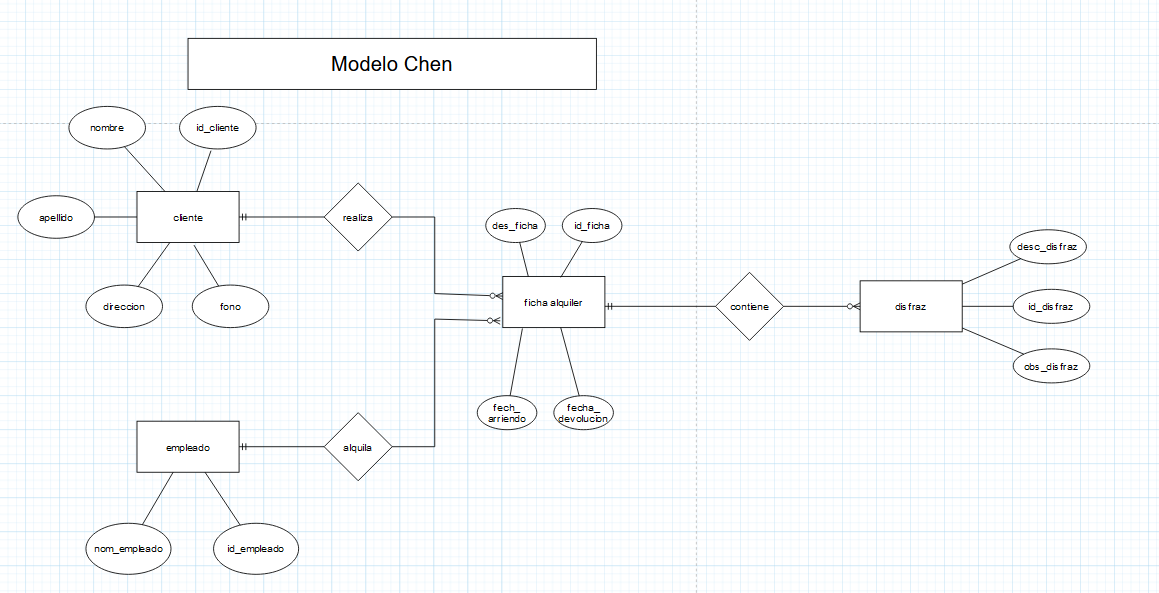 Modelo Chen
nombre
id_cliente
apellido
cliente
realiza
direccion
fono
des_ficha
id_ficha
ficha alquiler
contiene
disfraz
desc_disfraz
id_disfraz
obs_disfraz
fech_
arriendo
fecha_
devolucion
empleado
alquila
nom_empleado
id_empleado